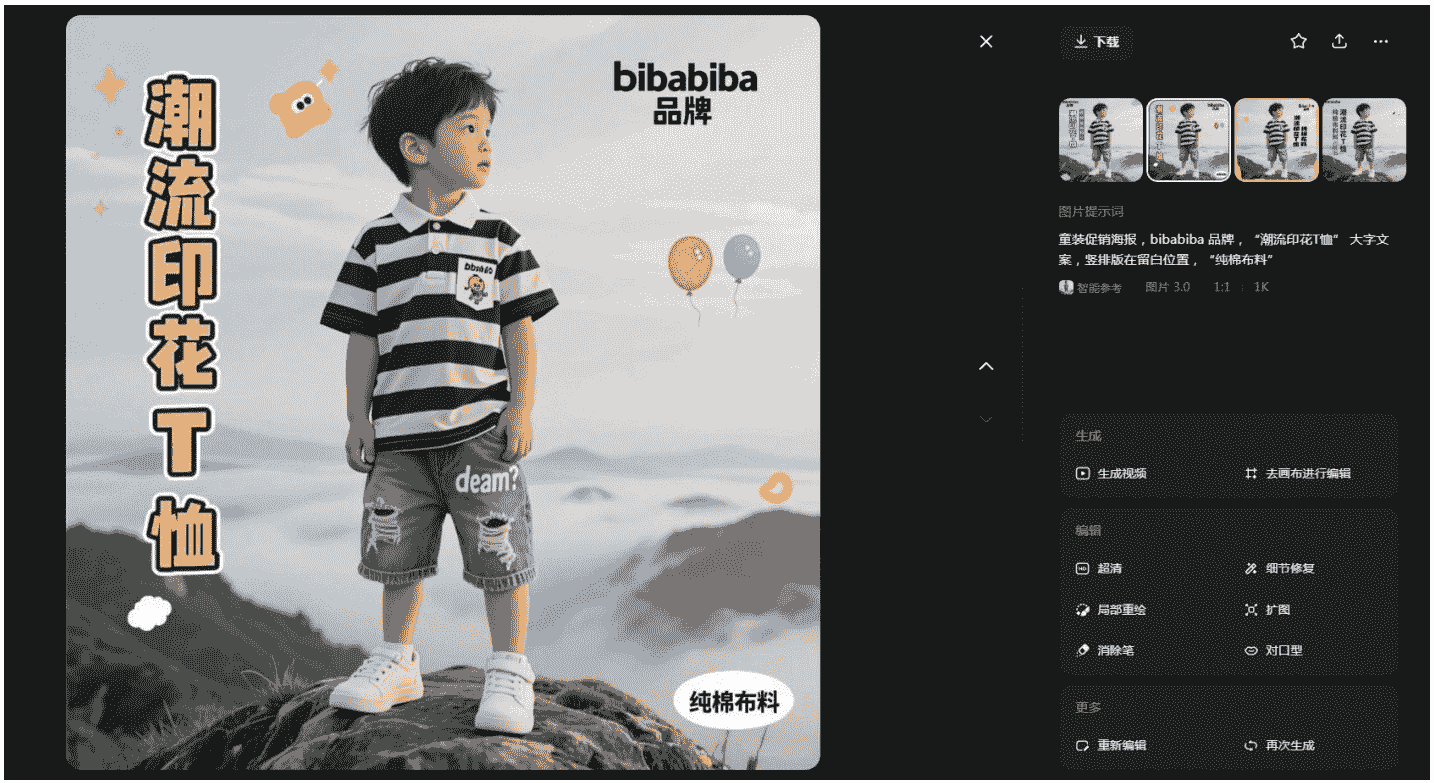 潮流印花T恤
bibabiba
品牌
deam?
纯棉布料
下载
图片提示词
童装促销海报，bibabiba 品牌，“潮流印花T恤” 大字文
案，竖排版在留白位置，“纯棉布料”
智能参考 图片 3.0 1:1 1K
生成
生成视频 去画布进行编辑
编辑
HD 超清 细节修复
局部重绘 扩图
消除笔 对口型
更多
重新编辑 再次生成